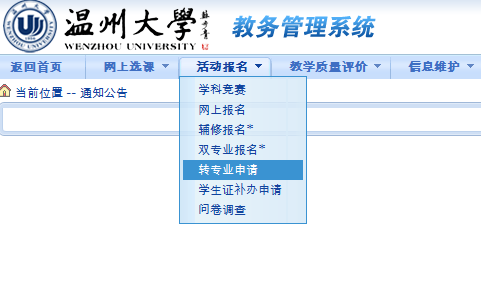 温州大学 教务管理系统
WENZHOU UNIVERSITY
返回首页 网上选课 活动报名 教学质量评价 信息维护
当前位置 -- 通知公告
学科竞赛
网上报名
辅修报名*
双专业报名*
转专业申请
学生证补办申请
问卷调查